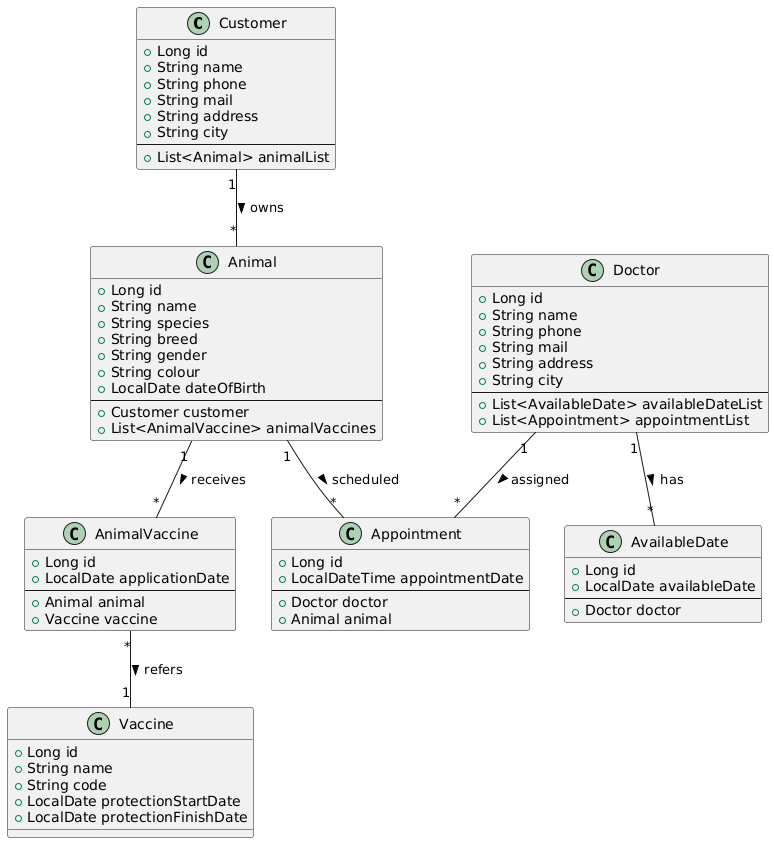 C Customer
Long id
String name
String phone
String mail
String address
String city
List<Animal> animalList
1
owns
*
C Animal
Long id
String name
String species
String breed
String gender
String colour
LocalDate dateOfBirth
Customer customer
List<AnimalVaccine> animalVaccines
C Doctor
Long id
String name
String phone
String mail
String address
String city
List<AvailableDate> availableDateList
List<Appointment> appointmentList
1
receives
*
1
scheduled
*
1
assigned
*
1
has
*
C AnimalVaccine
Long id
LocalDate applicationDate
Animal animal
Vaccine vaccine
C Appointment
Long id
LocalDateTime appointmentDate
Doctor doctor
Animal animal
C AvailableDate
Long id
LocalDate availableDate
Doctor doctor
*
refers
1
C Vaccine
Long id
String name
String code
LocalDate protectionStartDate
LocalDate protectionFinishDate